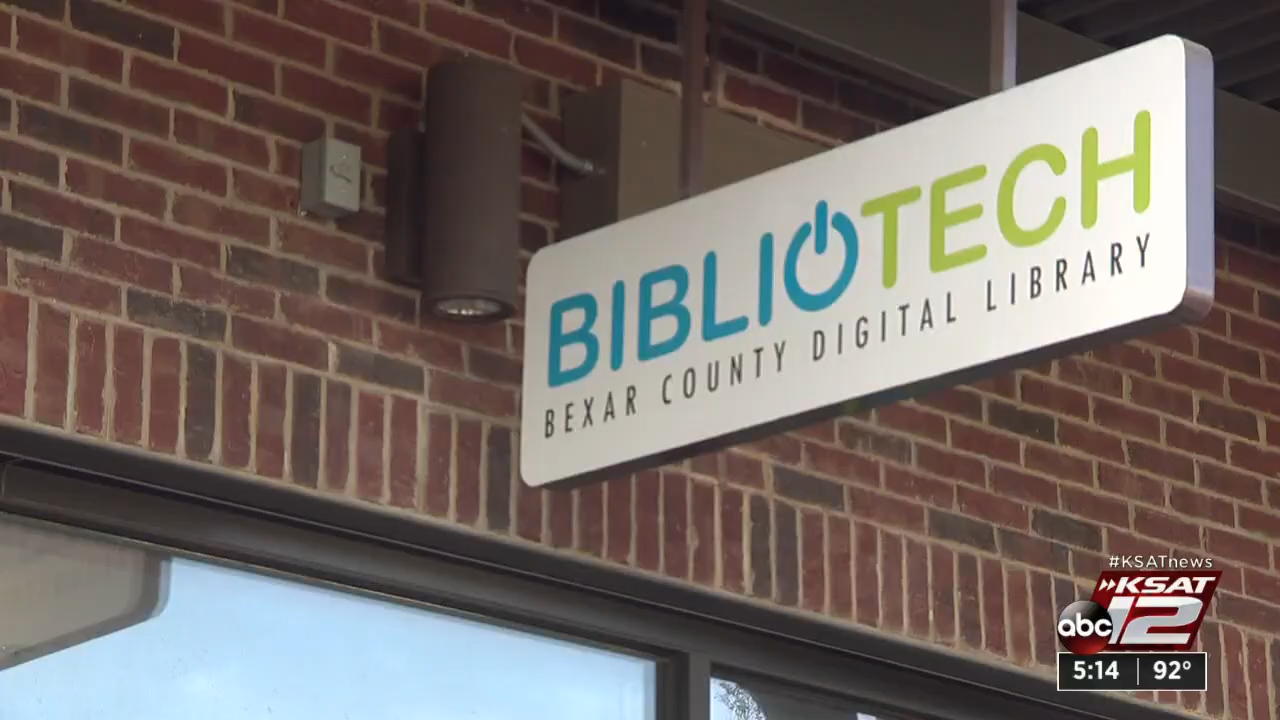 BIBLIOTECH
BEXAR COUNTY DIGITAL LIBRARY
#KSATnews
KSAT
abc 12
5:14 92°